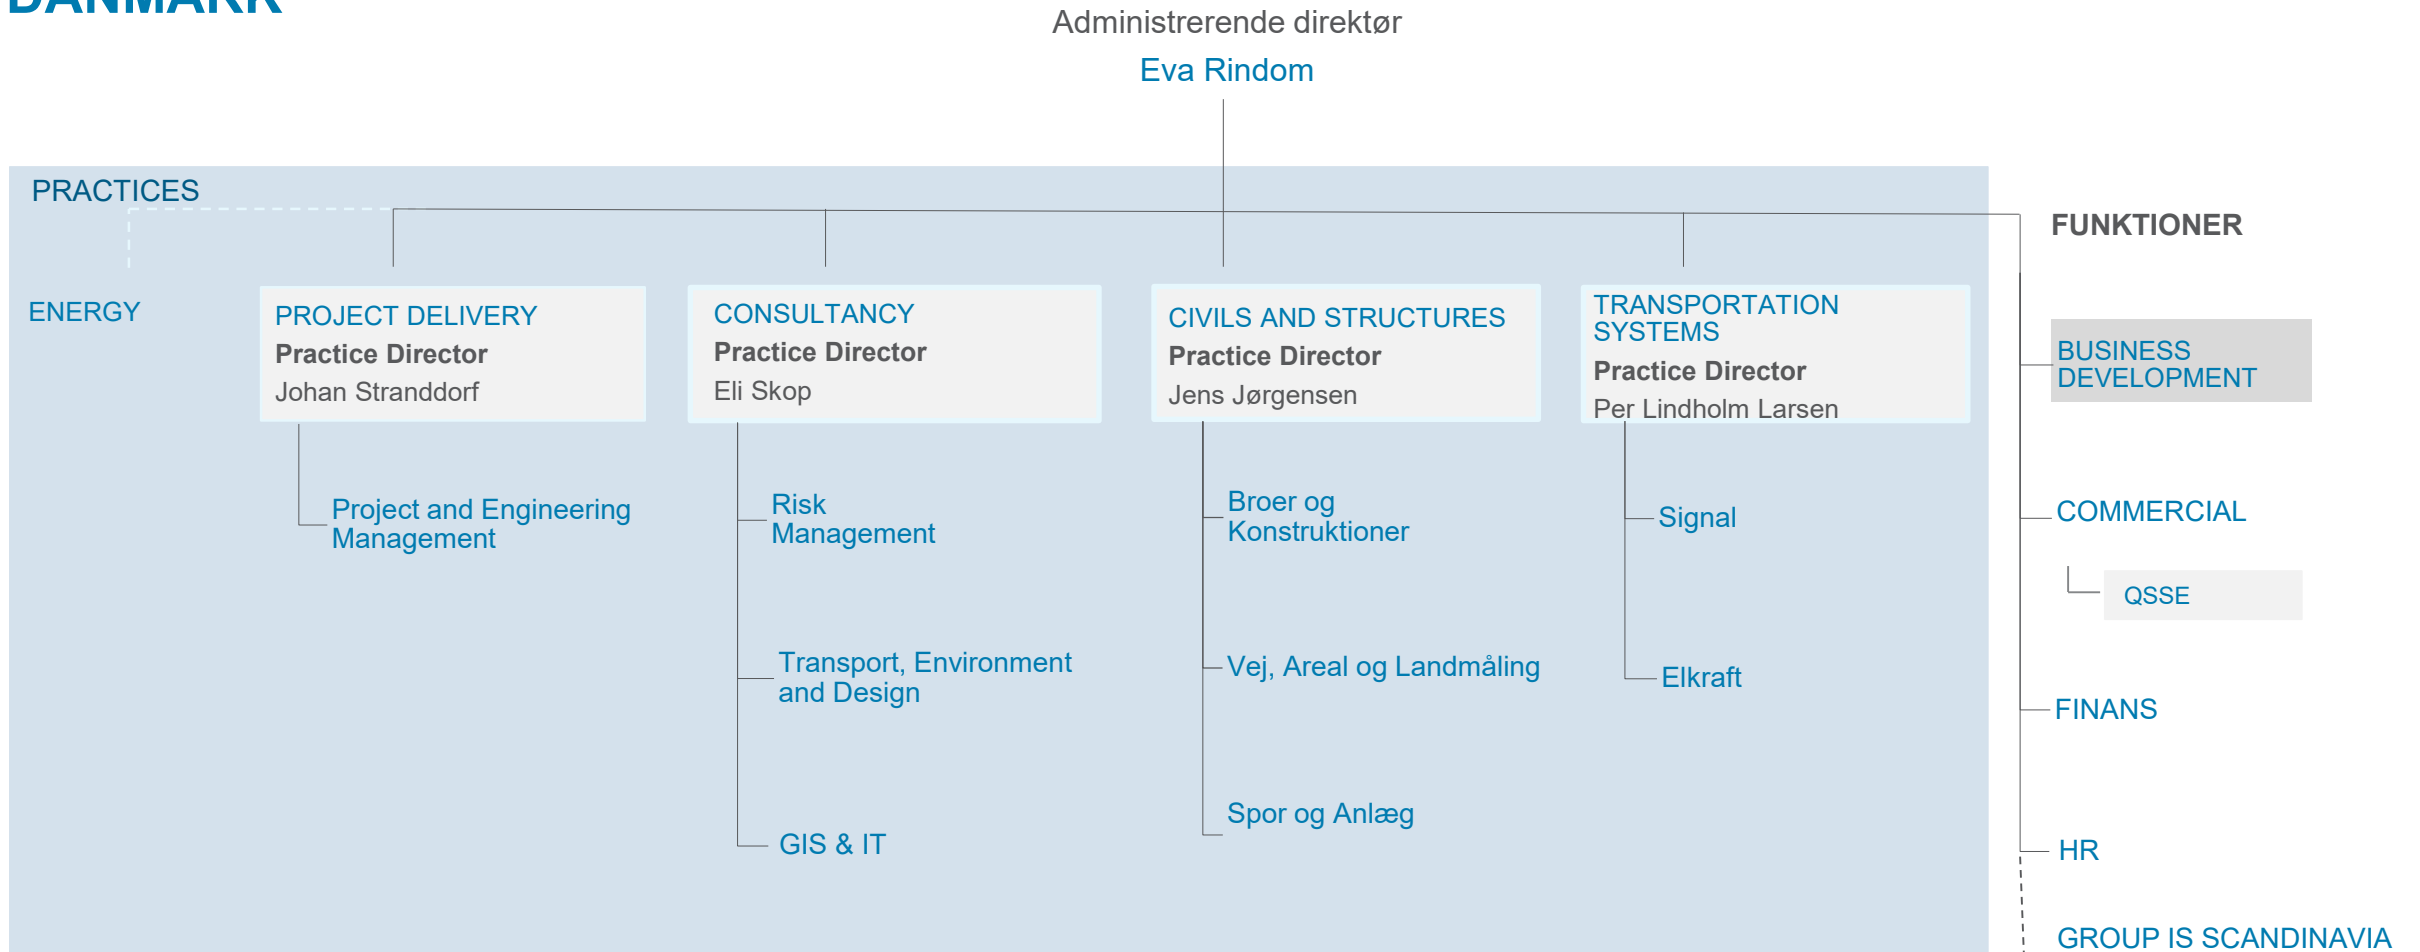 DANMARK
Administrerende direktør
Eva Rindom
PRACTICES
FUNKTIONER
ENERGY
PROJECT DELIVERY
Practice Director
Johan Stranddorf
Project and Engineering
Management
CONSULTANCY
Practice Director
Eli Skop
Risk
Management
Transport, Environment
and Design
GIS & IT
CIVILS AND STRUCTURES
Practice Director
Jens Jørgensen
Broer og
Konstruktioner
Vej, Areal og Landmåling
Spor og Anlæg
TRANSPORTATION
SYSTEMS
Practice Director
Per Lindholm Larsen
Signal
Elkraft
BUSINESS
DEVELOPMENT
COMMERCIAL
QSSE
FINANS
HR
GROUP IS SCANDINAVIA